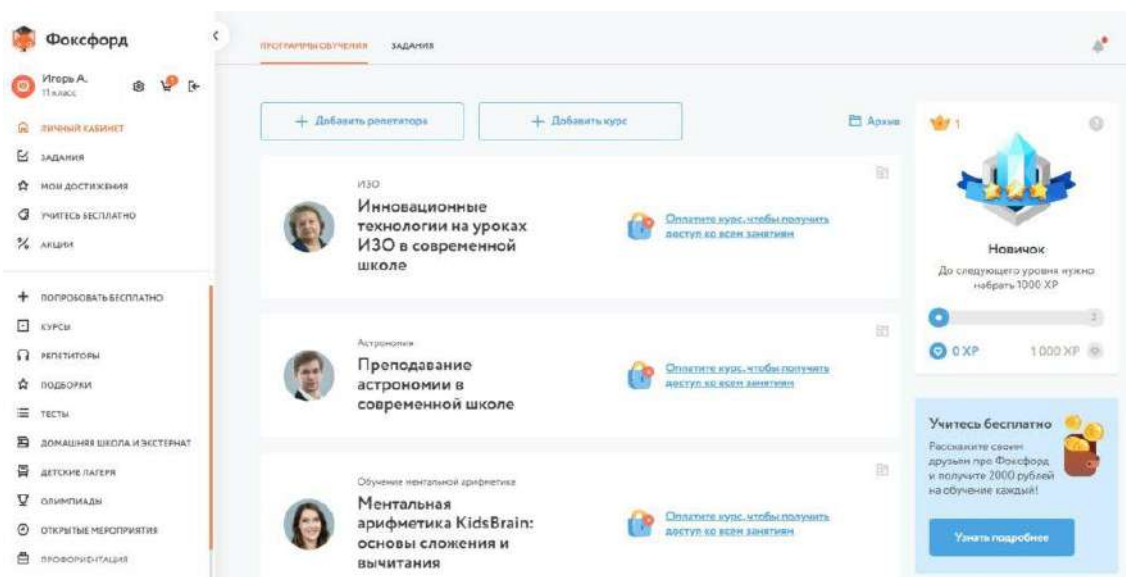 Фоксфорд
Игорь А.
11 класс
1
ЛИЧНЫЙ КАБИНЕТ
ЗАДАНИЯ
МОИ ДОСТИЖЕНИЯ
УЧИТЕСЬ БЕСПЛАТНО
АКЦИИ
ПОПРОБОВАТЬ БЕСПЛАТНО
КУРСЫ
РЕПЕТИТОРЫ
ПОДБОРКИ
ТЕСТЫ
ДОМАШНЯЯ ШКОЛА И ЭКСТЕРНАТ
ДЕТСКИЕ ЛАГЕРЯ
ОЛИМПИАДЫ
ОТКРЫТЫЕ МЕРОПРИЯТИЯ
ПРОФОРИЕНТАЦИЯ
ПРОГРАММЫ ОБУЧЕНИЯ
ЗАДАНИЯ
+ Добавить репетитора
+ Добавить курс
Архив
ИЗО
Инновационные
технологии на уроках
ИЗО в современной
школе
Оплатите курс, чтобы получить
доступ ко всем занятиям
Астрономия
Преподавание
астрономии в
современной школе
Оплатите курс, чтобы получить
доступ ко всем занятиям
Обучение ментальной арифметике
Ментальная
арифметика KidsBrain:
основы сложения и
вычитания
Оплатите курс, чтобы получить
доступ ко всем занятиям
1
?
Новичок
До следующего уровня нужно
набрать 1000 XP
2
0 XP
1 000 XP
Учитесь бесплатно
Расскажите своим
друзьям про Фоксфорд
и получите 2000 рублей
на обучение каждый!
Узнать подробнее